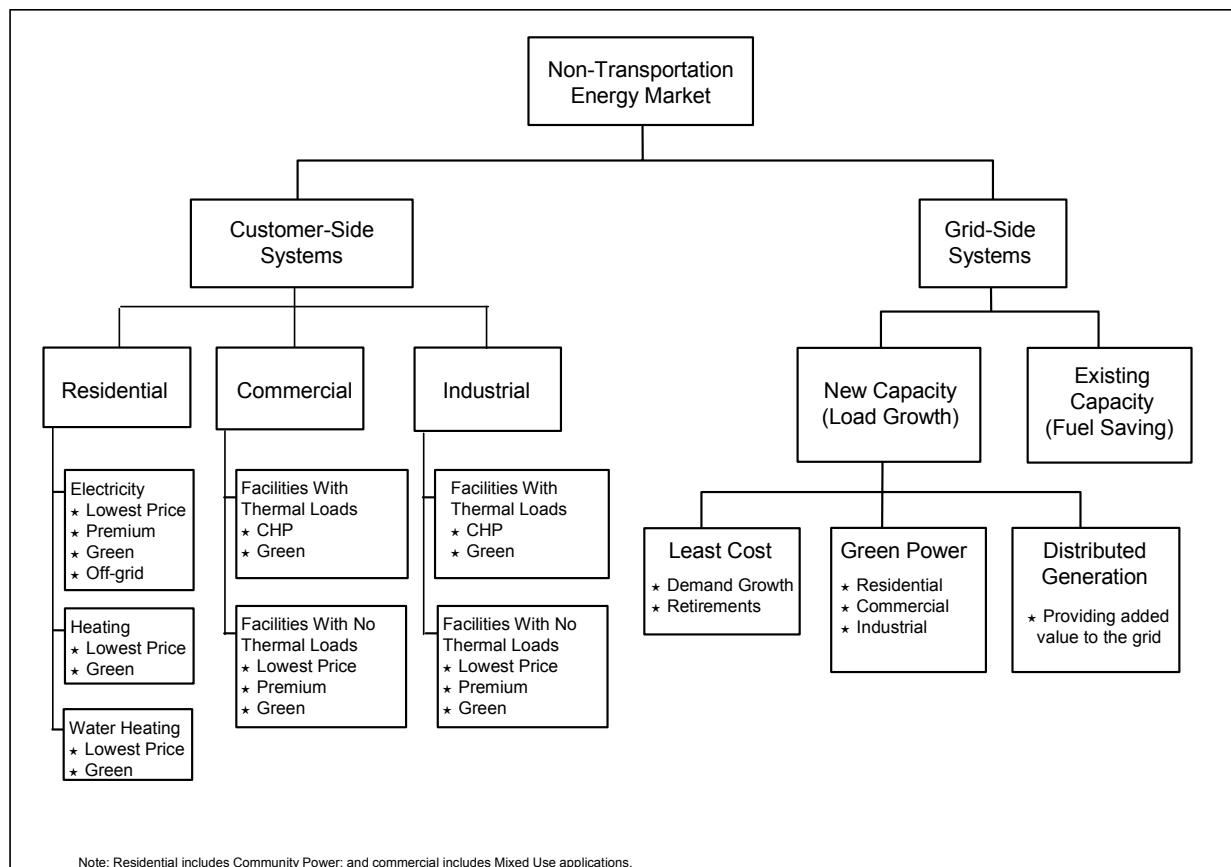 Non-Transportation
Energy Market
Customer-Side
Systems
Grid-Side
Systems
Residential
Commercial
Industrial
New Capacity
(Load Growth)
Existing
Capacity
(Fuel Saving)
Electricity
★ Lowest Price
★ Premium
★ Green
★ Off-grid
Heating
★ Lowest Price
★ Green
Water Heating
★ Lowest Price
★ Green
Facilities With
Thermal Loads
★ CHP
★ Green
Facilities With No
Thermal Loads
★ Lowest Price
★ Premium
★ Green
Facilities With
Thermal Loads
★ CHP
★ Green
Facilities With No
Thermal Loads
★ Lowest Price
★ Premium
★ Green
Least Cost
★ Demand Growth
★ Retirements
Green Power
★ Residential
★ Commercial
★ Industrial
Distributed
Generation
★ Providing added
value to the grid
Note: Residential includes Community Power; and commercial includes Mixed Use applications.